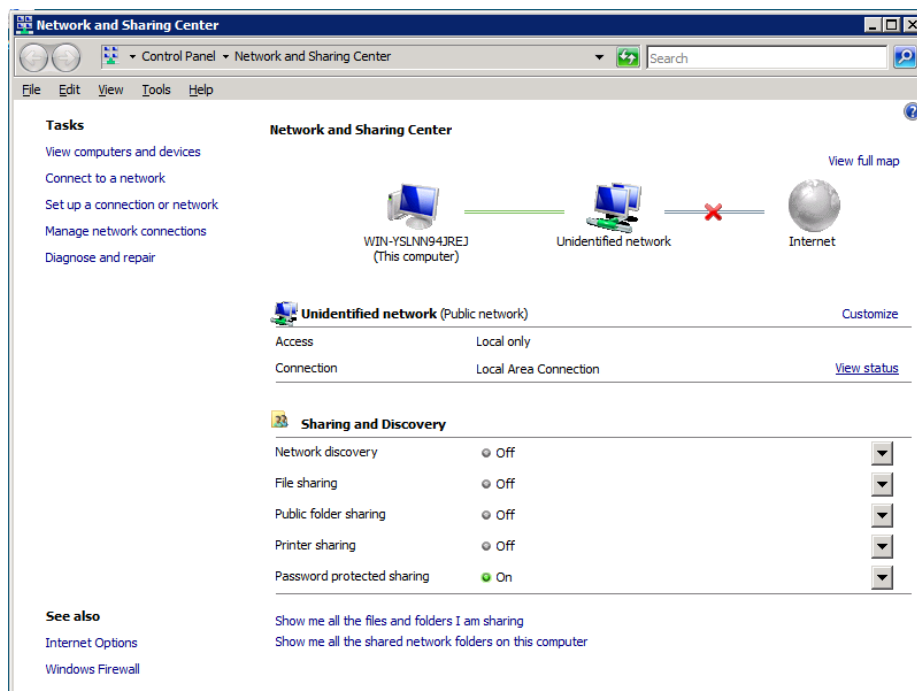 Network and Sharing Center
Control Panel Network and Sharing Center
Search
File Edit View Tools Help
Tasks
View computers and devices
Connect to a network
Set up a connection or network
Manage network connections
Diagnose and repair
See also
Internet Options
Windows Firewall
Network and Sharing Center
View full map
WIN-YSLNN94JREJ
(This computer)
Unidentified network
Internet
Unidentified network (Public network) Customize
Access Local only
Connection Local Area Connection View status
Sharing and Discovery
Network discovery Off
File sharing Off
Public folder sharing Off
Printer sharing Off
Password protected sharing On
Show me all the files and folders I am sharing
Show me all the shared network folders on this computer